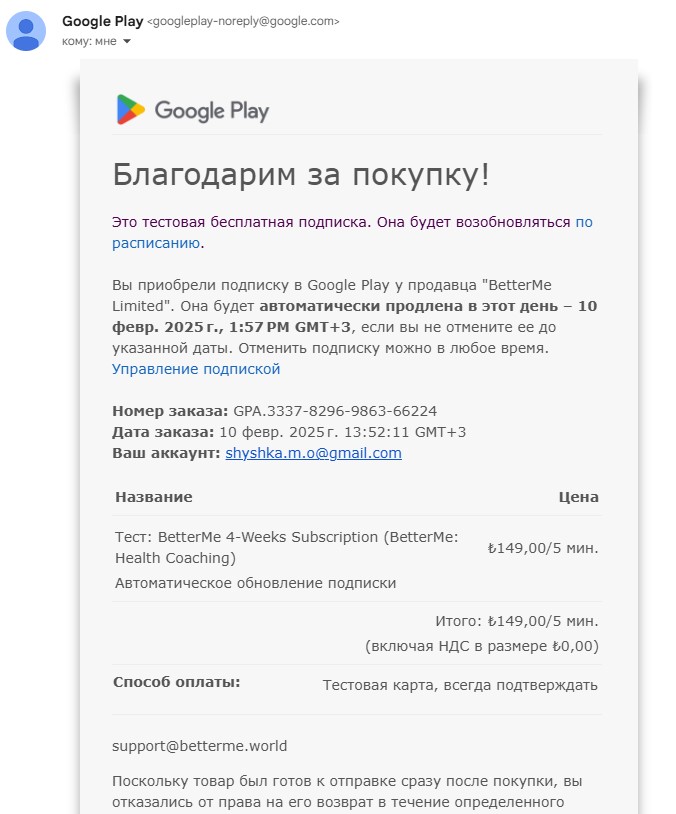 Google Play <googleplay-noreply@google.com>
кому: мне
Google Play
Благодарим за покупку!
Это тестовая бесплатная подписка. Она будет возобновляться по
расписанию.
Вы приобрели подписку в Google Play у продавца "BetterMe
Limited". Она будет автоматически продлена в этот день – 10
февр. 2025 г., 1:57 PM GMT+3, если вы не отмените ее до
указанной даты. Отменить подписку можно в любое время.
Управление подпиской
Номер заказа: GPA.3337-8296-9863-66224
Дата заказа: 10 февр. 2025 г. 13:52:11 GMT+3
Ваш аккаунт: shyshka.m.o@gmail.com
Название Цена
Тест: BetterMe 4-Weeks Subscription (BetterMe:
Health Coaching)
₺149,00/5 мин.
Автоматическое обновление подписки
Итого: ₺149,00/5 мин.
(включая НДС в размере ₺0,00)
Способ оплаты: Тестовая карта, всегда подтверждать
support@betterme.world
Поскольку товар был готов к отправке сразу после покупки, вы
отказались от права на его возврат в течение определенного